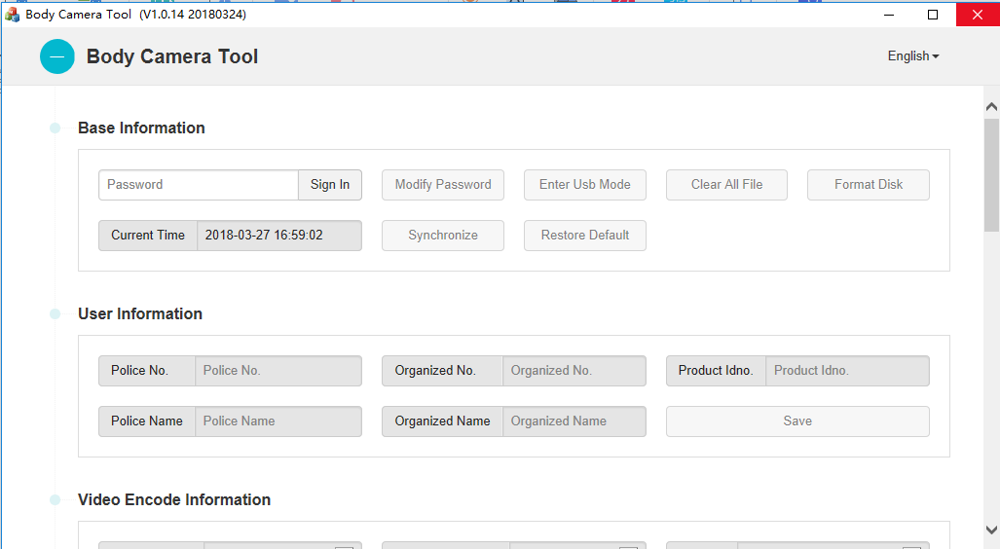 Body Camera Tool (V1.0.14 20180324)
Body Camera Tool English
Base Information
Password Sign In Modify Password Enter Usb Mode Clear All File Format Disk
Current Time 2018-03-27 16:59:02 Synchronize Restore Default
User Information
Police No. Police No. Organized No. Organized No. Product Idno. Product Idno.
Police Name Police Name Organized Name Organized Name Save
Video Encode Information